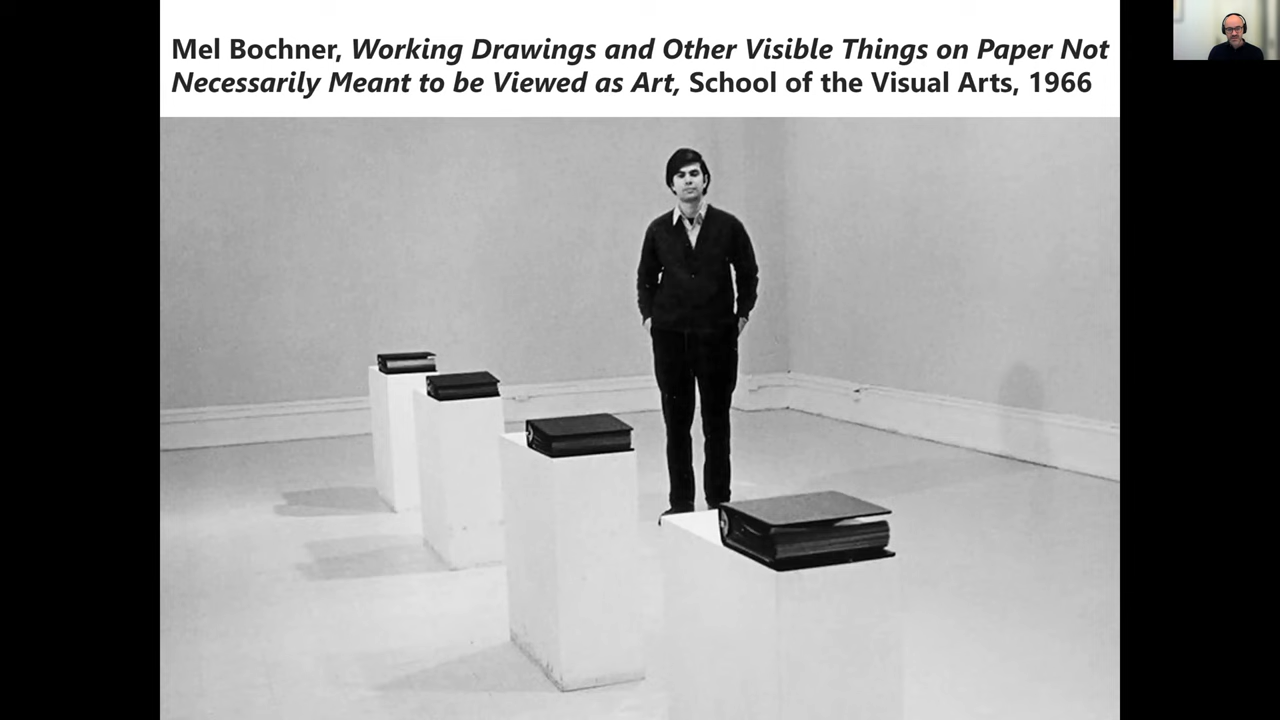 Mel Bochner, Working Drawings and Other Visible Things on Paper Not
Necessarily Meant to be Viewed as Art, School of the Visual Arts, 1966